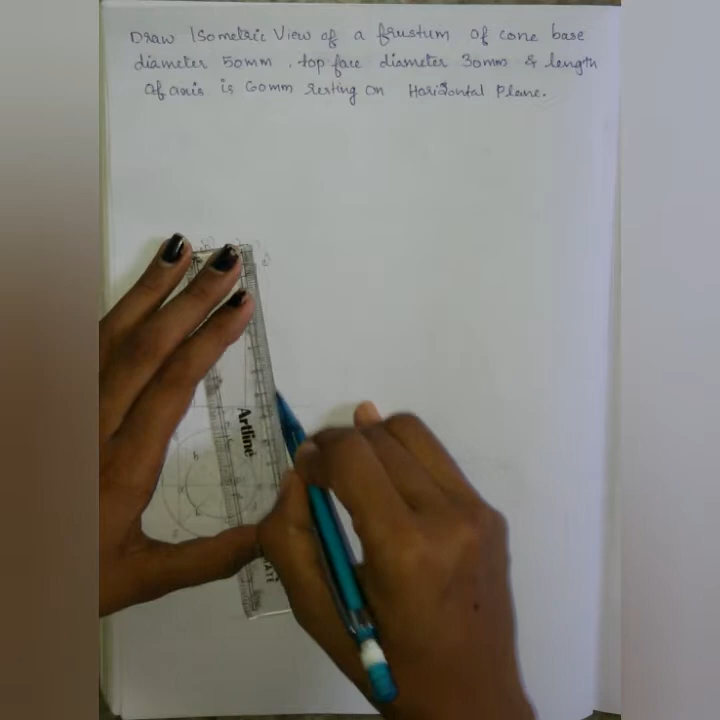 Draw Isometric View of a frustum of cone base
diameter 50mm, top face diameter 30mm & length
of axis is 60mm resting on Horizontal Plane.
Artline